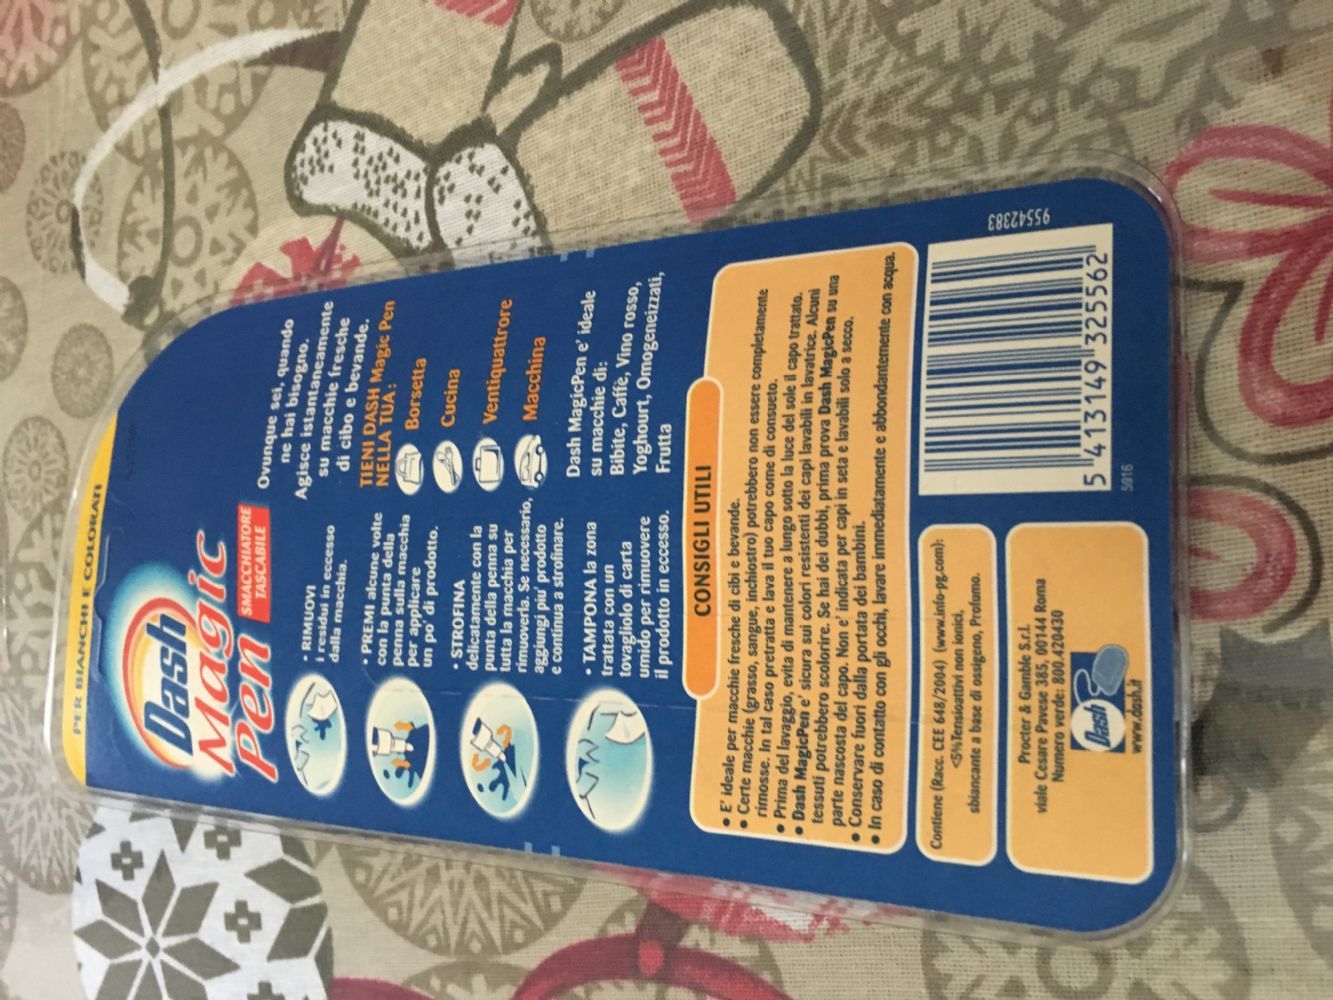 PER BIANCHI E COLORATI
Dash
Magic
Pen
SMACCHIATORE
TASCABILE
• RIMUOVI
i residui in eccesso
dalla macchia.
• PREMI alcune volte
con la punta della
penna sulla macchia
per applicare
un po' di prodotto.
• STROFINA
delicatamente con la
punta della penna su
tutta la macchia per
rimuoverla. Se necessario,
aggiungi piu' prodotto
e continua a strofinare.
• TAMPONA la zona
trattata con un
tovagliolo di carta
umido per rimuovere
il prodotto in eccesso.
Ovunque sei, quando
ne hai bisogno.
Agisce istantaneamente
su macchie fresche
di cibo e bevande.
TIENI DASH Magic Pen
NELLA TUA:
Borsetta
Cucina
Ventiquattrore
Macchina
Dash MagicPen e' ideale
su macchie di:
Bibite, Caffè, Vino rosso,
Yoghourt, Omogeneizzati,
Frutta
CONSIGLI UTILI
• E' ideale per macchie fresche di cibi e bevande.
• Certe macchie (grasso, sangue, inchiostro) potrebbero non essere completamente
rimosse. In tal caso pretratta e lava il tuo capo come di consueto.
• Prima del lavaggio, evita di mantenere a lungo sotto la luce del sole il capo trattato.
• Dash MagicPen e' sicura sui colori resistenti dei capi lavabili in lavatrice. Alcuni
tessuti potrebbero scolorire. Se hai dei dubbi, prima prova Dash MagicPen su una
parte nascosta del capo. Non e' indicata per capi in seta e lavabili solo a secco.
• Conservare fuori dalla portata dei bambini.
• In caso di contatto con gli occhi, lavare immediatamente e abbondantemente con acqua.
Contiene (Racc. CEE 648/2004) (www.info-pg.com):
<5%Tensioattivi non ionici,
sbiancante a base di ossigeno, Profumo.
Procter & Gamble S.r.l.
viale Cesare Pavese 385, 00144 Roma
Numero verde: 800.420430
Dash
www.dash.it
95542383
5 413149 325562
5916